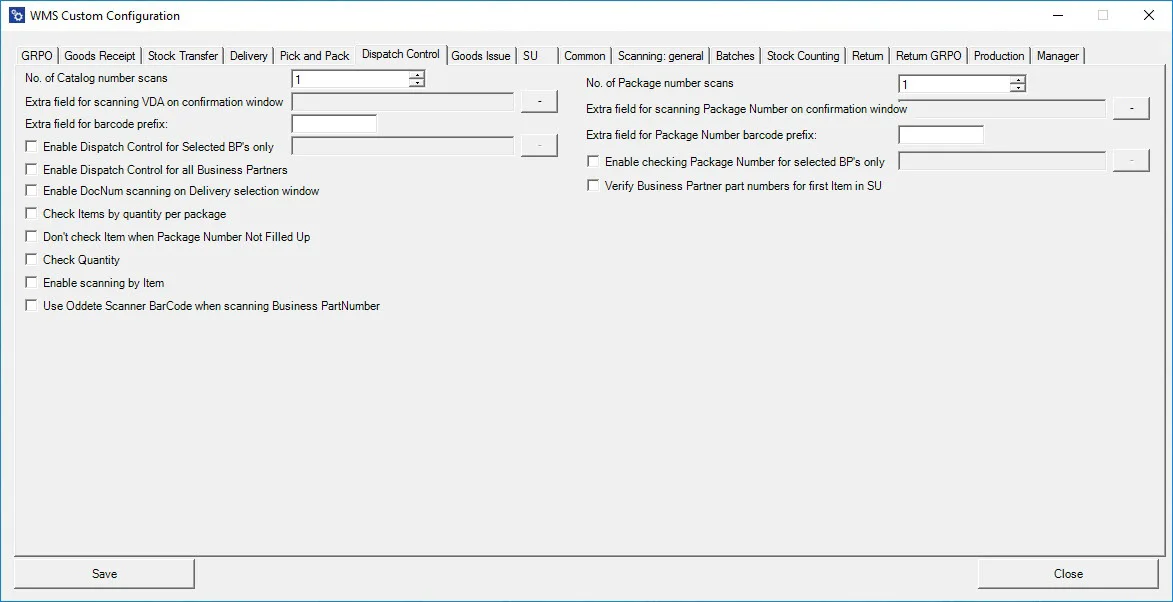 WMS Custom Configuration
GRPO Goods Receipt Stock Transfer Delivery Pick and Pack Dispatch Control Goods Issue SU Common Scanning: general Batches Stock Counting Return Return GRPO Production Manager
No. of Catalog number scans 1
Extra field for scanning VDA on confirmation window -
Extra field for barcode prefix:
Enable Dispatch Control for Selected BP's only -
Enable Dispatch Control for all Business Partners
Enable DocNum scanning on Delivery selection window
Check Items by quantity per package
Don't check Item when Package Number Not Filled Up
Check Quantity
Enable scanning by Item
Use Oddete Scanner BarCode when scanning Business PartNumber
No. of Package number scans 1
Extra field for scanning Package Number on confirmation window -
Extra field for Package Number barcode prefix:
Enable checking Package Number for selected BP's only -
Verify Business Partner part numbers for first Item in SU
Save
Close